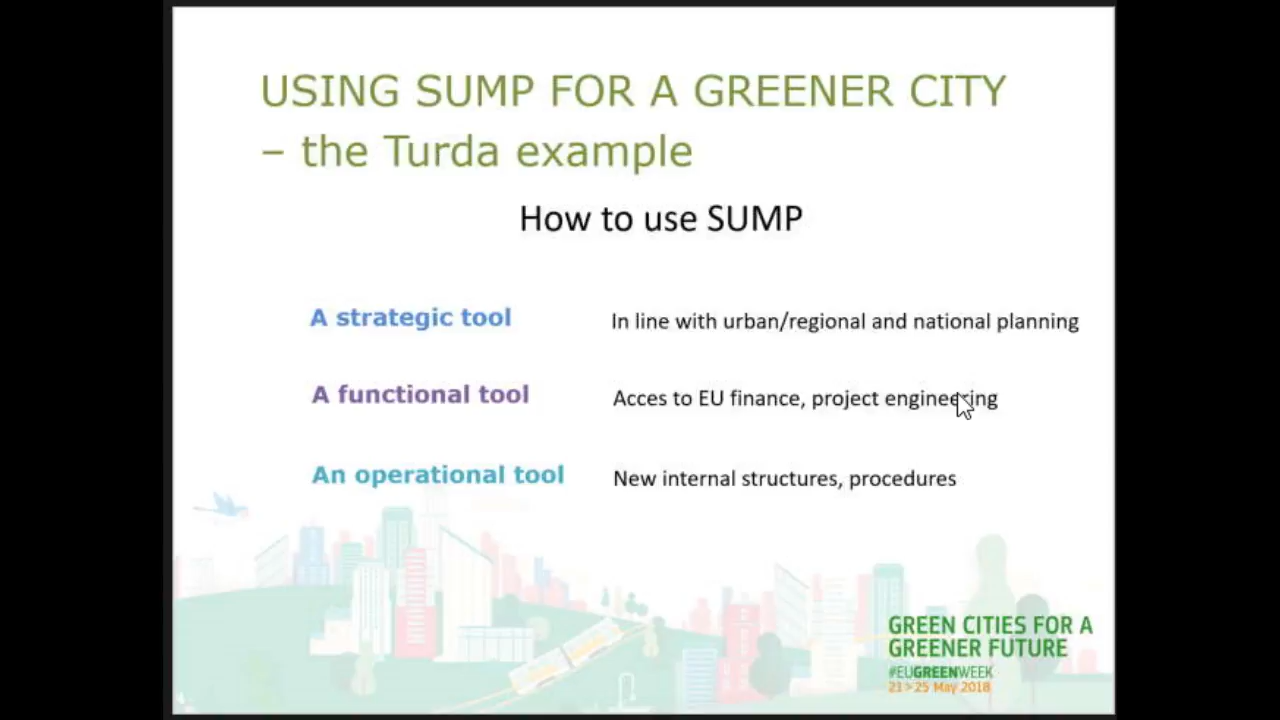 USING SUMP FOR A GREENER CITY
– the Turda example
How to use SUMP
A strategic tool In line with urban/regional and national planning
A functional tool Acces to EU finance, project engineering
An operational tool New internal structures, procedures
GREEN CITIES FOR A
GREENER FUTURE
#EUGREENWEEK
21>25 May 2018